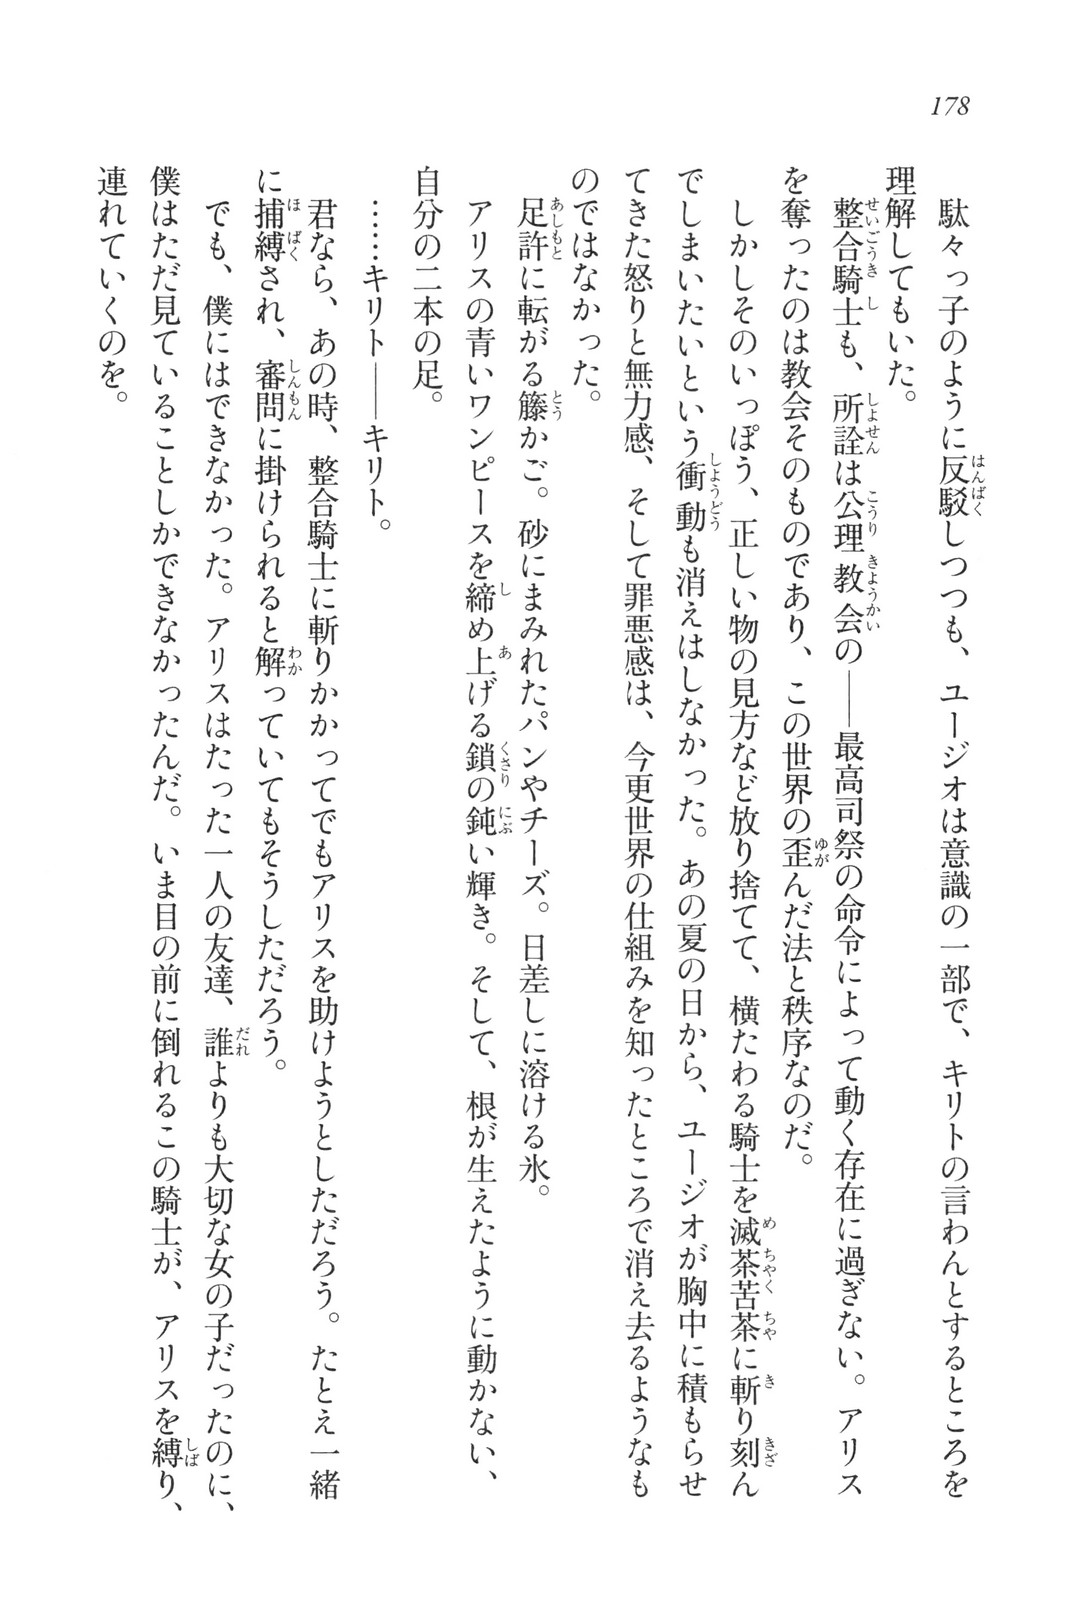 178
駄々っ子のように反駁しつつも、ユージオは意識の一部で、キリトの言わんとするところを
理解してもいた。
整合騎士も、所詮は公理教会の――最高司祭の命令によって動く存在に過ぎない。アリス
を奪ったのは教会そのものであり、この世界の歪んだ法と秩序なのだ。
しかしそのいっぽう、正しい物の見方など放り捨てて、横たわる騎士を滅茶苦茶に斬り刻ん
でしまいたいという衝動も消えはしなかった。あの夏の日から、ユージオが胸中に積もらせ
てきた怒りと無力感、そして罪悪感は、今更世界の仕組みを知ったところで消え去るようなも
のではなかった。
足許に転がる籐かご。砂にまみれたパンやチーズ。日差しに溶ける氷。
アリスの青いワンピースを締め上げる鎖の鈍い輝き。そして、根が生えたように動かない、
自分の二本の足。
……キリト――キリト。
君なら、あの時、整合騎士に斬りかかってでもアリスを助けようとしただろう。たとえ一緒
に捕縛され、審問に掛けられると解っていてもそうしただろう。
でも、僕にはできなかった。アリスはたった一人の友達、誰よりも大切な女の子だったのに、
僕はただ見ていることしかできなかったんだ。いま目の前に倒れるこの騎士が、アリスを縛り、
連れていくのを。